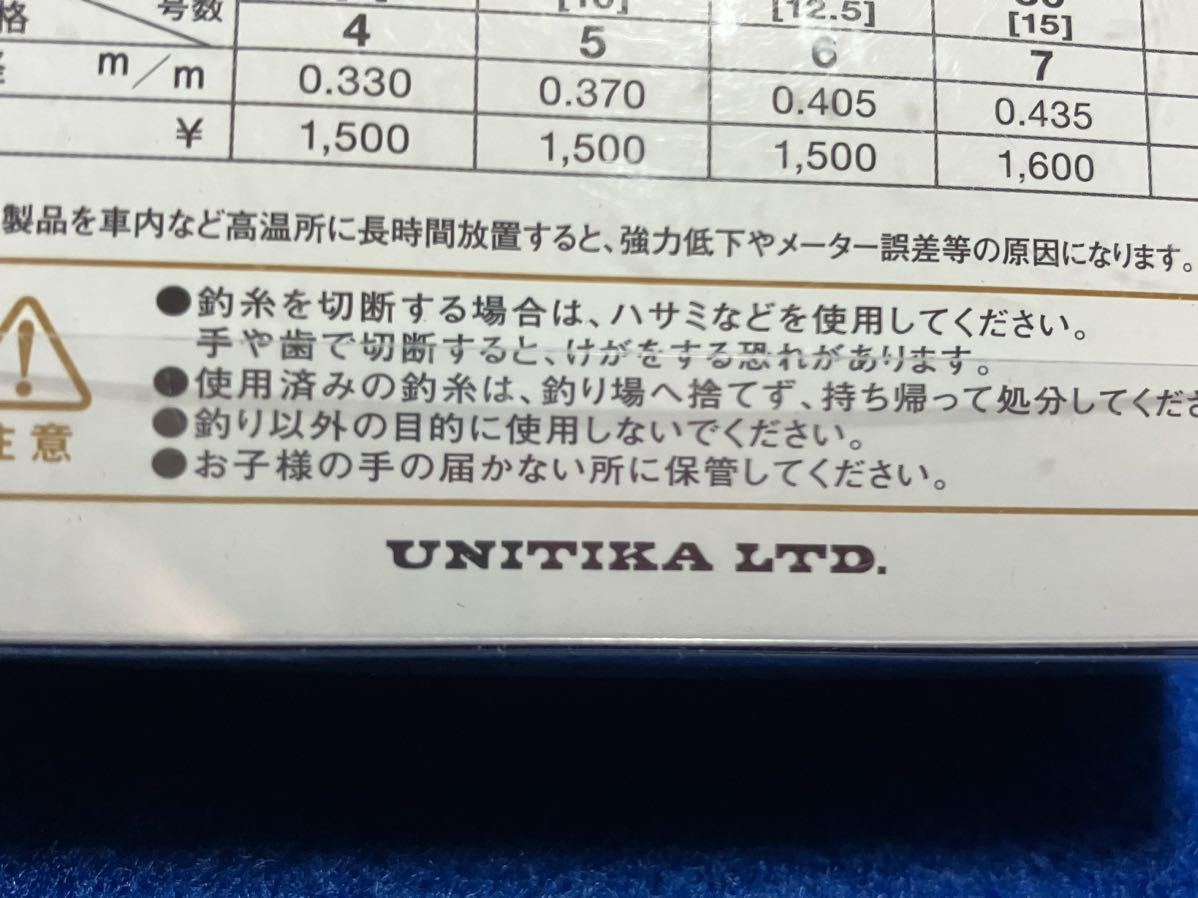 格 号数 [10] [12.5] [15]
4 5 6 7
m/m 0.330 0.370 0.405 0.435
¥ 1,500 1,500 1,500 1,600
製品を車内など高温所に長時間放置すると、強力低下やメーター誤差等の原因になります。
●釣糸を切断する場合は、ハサミなどを使用してください。
手や歯で切断すると、けがをする恐れがあります。
●使用済みの釣糸は、釣り場へ捨てず、持ち帰って処分してくださ
●釣り以外の目的に使用しないでください。
●お子様の手の届かない所に保管してください。
注意
UNITIKA LTD.